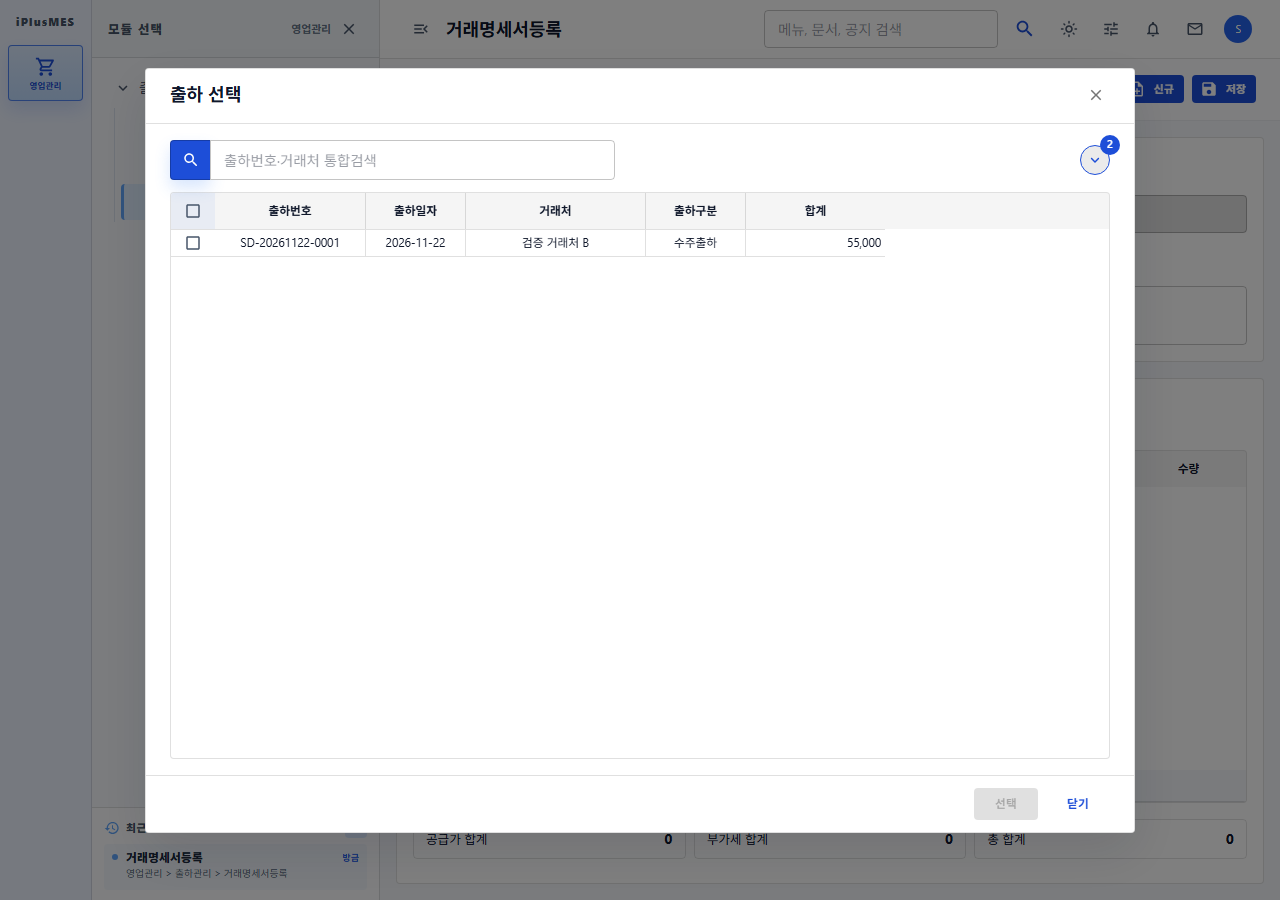 iPlusMES
모듈 선택
영업관리
거래명세서등록
메뉴, 문서, 공지 검색
S
영업관리
신규
저장
출하 선택
출하번호·거래처 통합검색
2
출하번호 출하일자 거래처 출하구분 합계
SD-20261122-0001 2026-11-22 검증 거래처 B 수주출하 55,000
수량
선택
닫기
최근
거래명세서등록
방금
영업관리 > 출하관리 > 거래명세서등록
공급가 합계 0
부가세 합계 0
총 합계 0